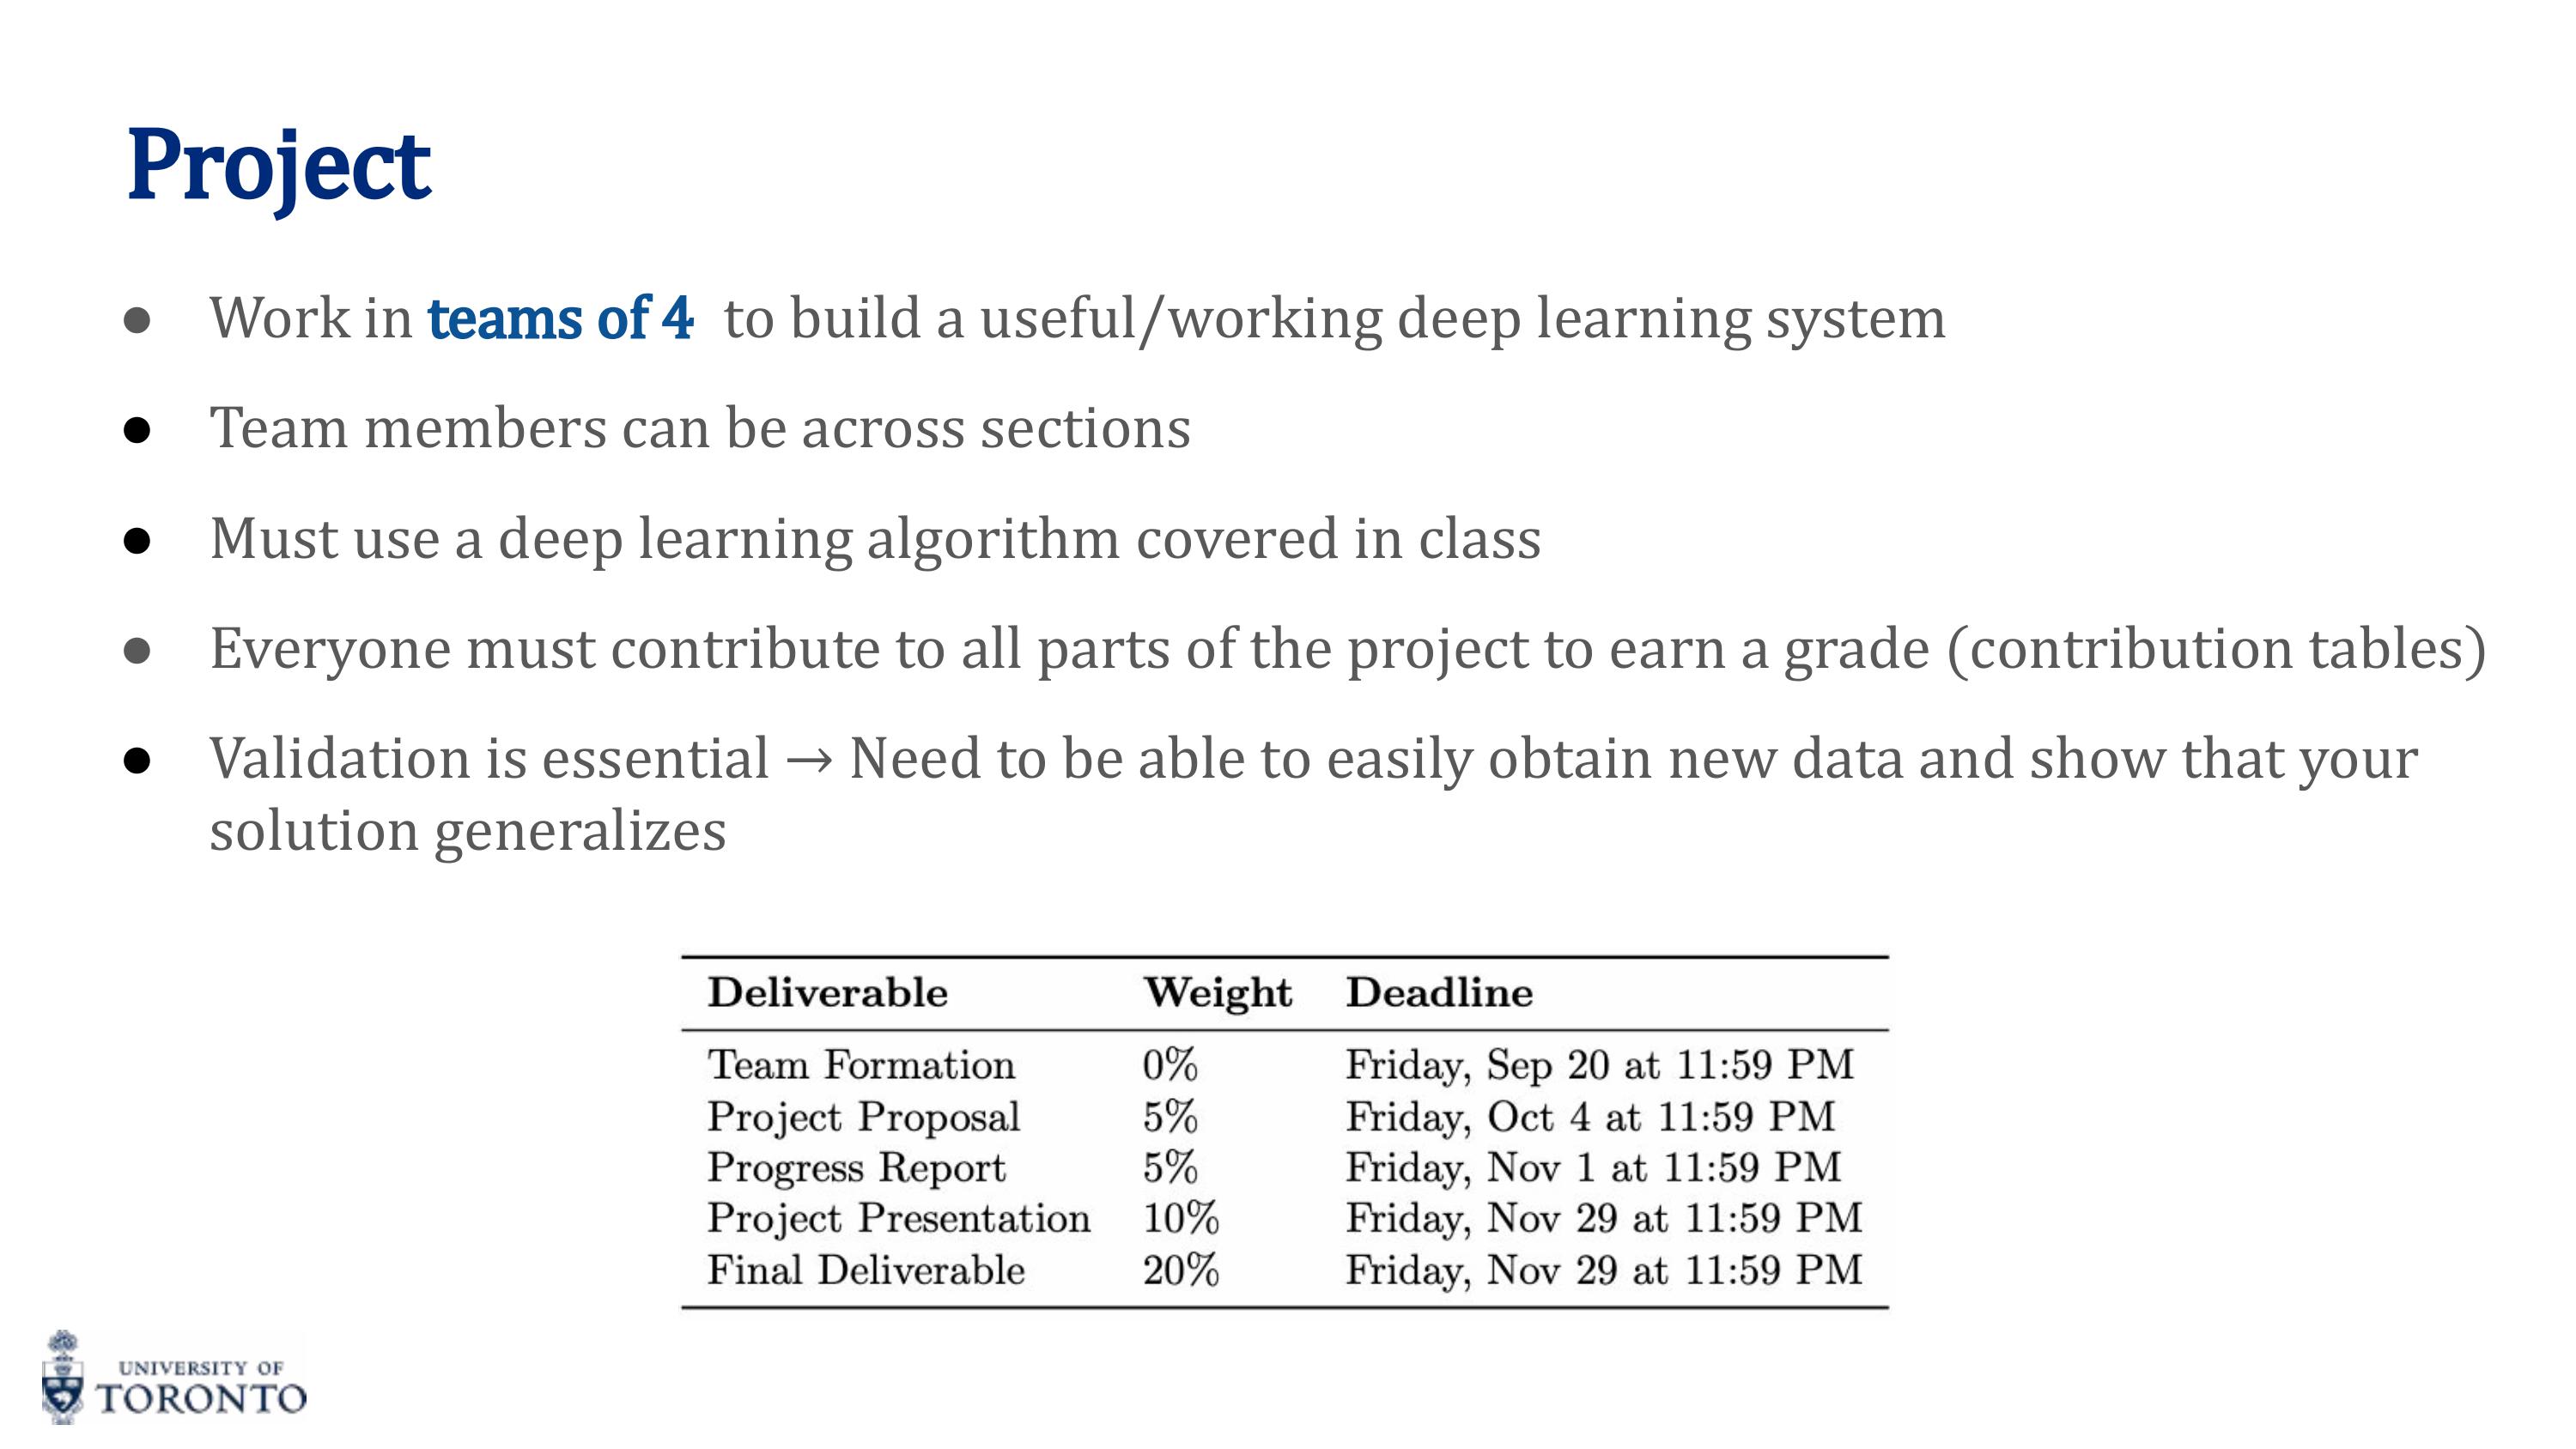 Project
● Work in teams of 4 to build a useful/working deep learning system
● Team members can be across sections
● Must use a deep learning algorithm covered in class
● Everyone must contribute to all parts of the project to earn a grade (contribution tables)
● Validation is essential → Need to be able to easily obtain new data and show that your
solution generalizes
Deliverable Weight Deadline
Team Formation 0% Friday, Sep 20 at 11:59 PM
Project Proposal 5% Friday, Oct 4 at 11:59 PM
Progress Report 5% Friday, Nov 1 at 11:59 PM
Project Presentation 10% Friday, Nov 29 at 11:59 PM
Final Deliverable 20% Friday, Nov 29 at 11:59 PM
UNIVERSITY OF
TORONTO